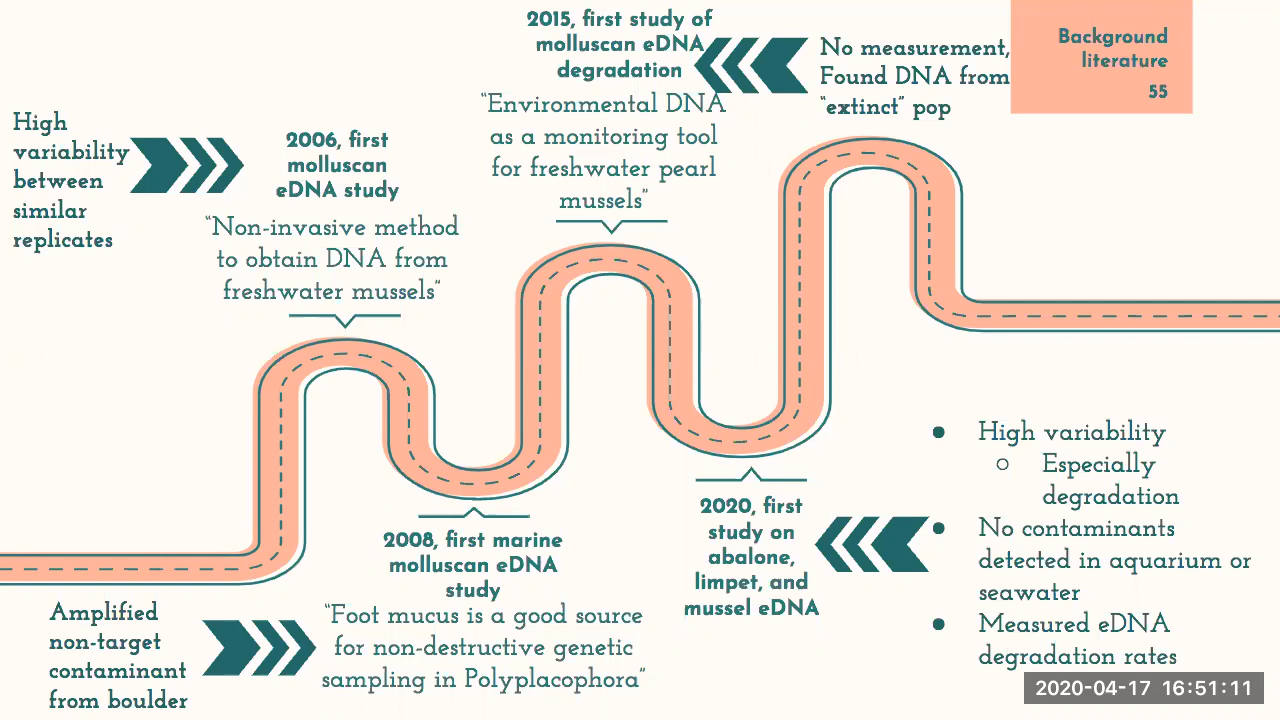 Background
literature
55
High
variability
between
similar
replicates
2006, first
molluscan
eDNA study
“Non-invasive method
to obtain DNA from
freshwater mussels”
Amplified
non-target
contaminant
from boulder
2008, first marine
molluscan eDNA
study
“Foot mucus is a good source
for non-destructive genetic
sampling in Polyplacophora”
2015, first study of
molluscan eDNA
degradation
“Environmental DNA
as a monitoring tool
for freshwater pearl
mussels”
No measurement,
Found DNA from
“extinct” pop
2020, first
study on
abalone,
limpet, and
mussel eDNA
● High variability
○ Especially
degradation
● No contaminants
detected in aquarium or
seawater
● Measured eDNA
degradation rates
2020-04-17 16:51:11